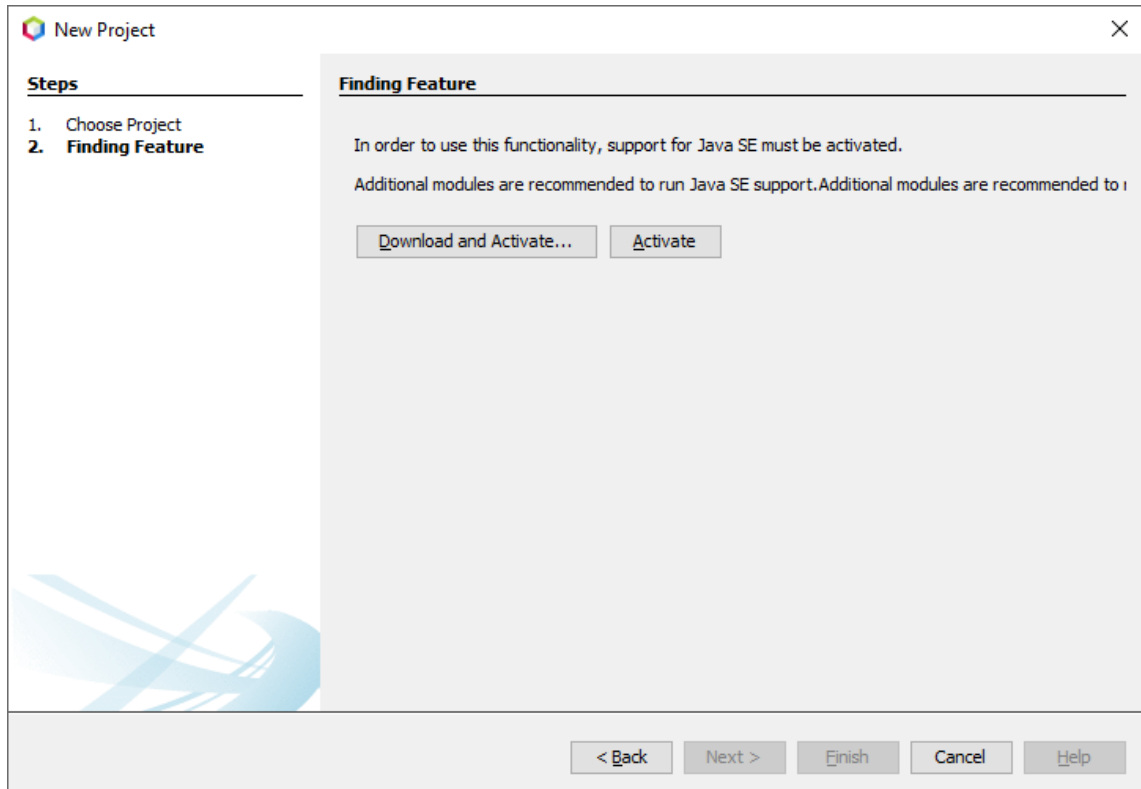 New Project
Steps
1. Choose Project
2. Finding Feature
Finding Feature
In order to use this functionality, support for Java SE must be activated.
Additional modules are recommended to run Java SE support.Additional modules are recommended to
Download and Activate...
Activate
< Back
Next >
Finish
Cancel
Help